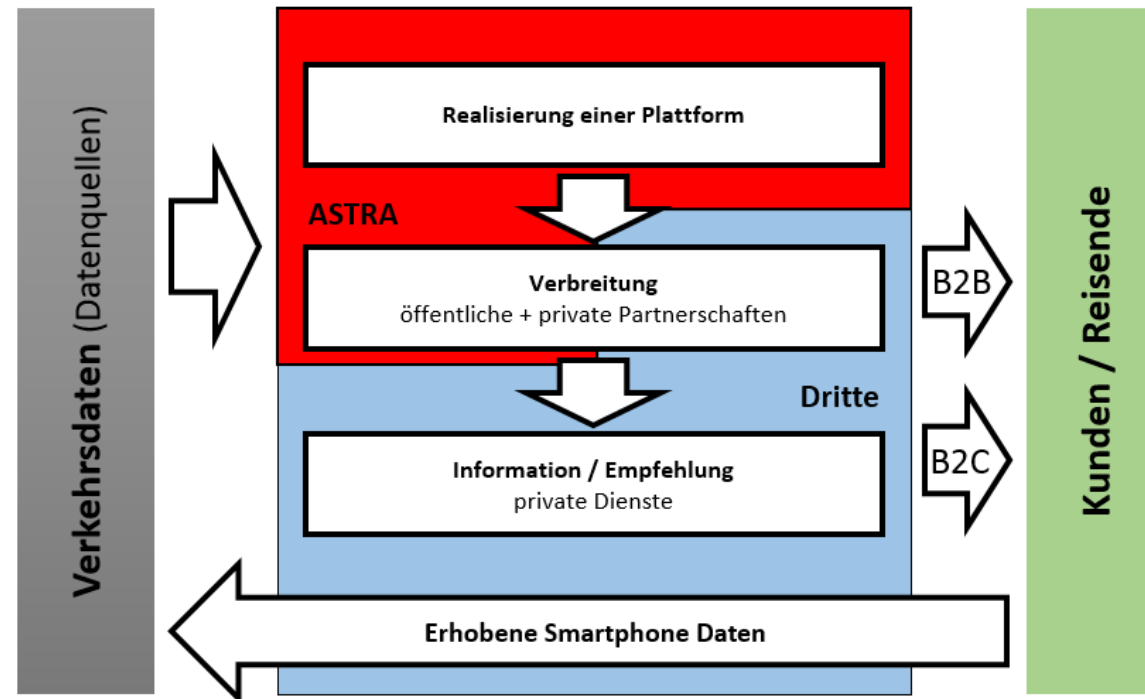 Verkehrsdaten (Datenquellen)
Realisierung einer Plattform
ASTRA
Verbreitung
öffentliche + private Partnerschaften
B2B
Dritte
Information / Empfehlung
private Dienste
B2C
Erhobene Smartphone Daten
Kunden / Reisende